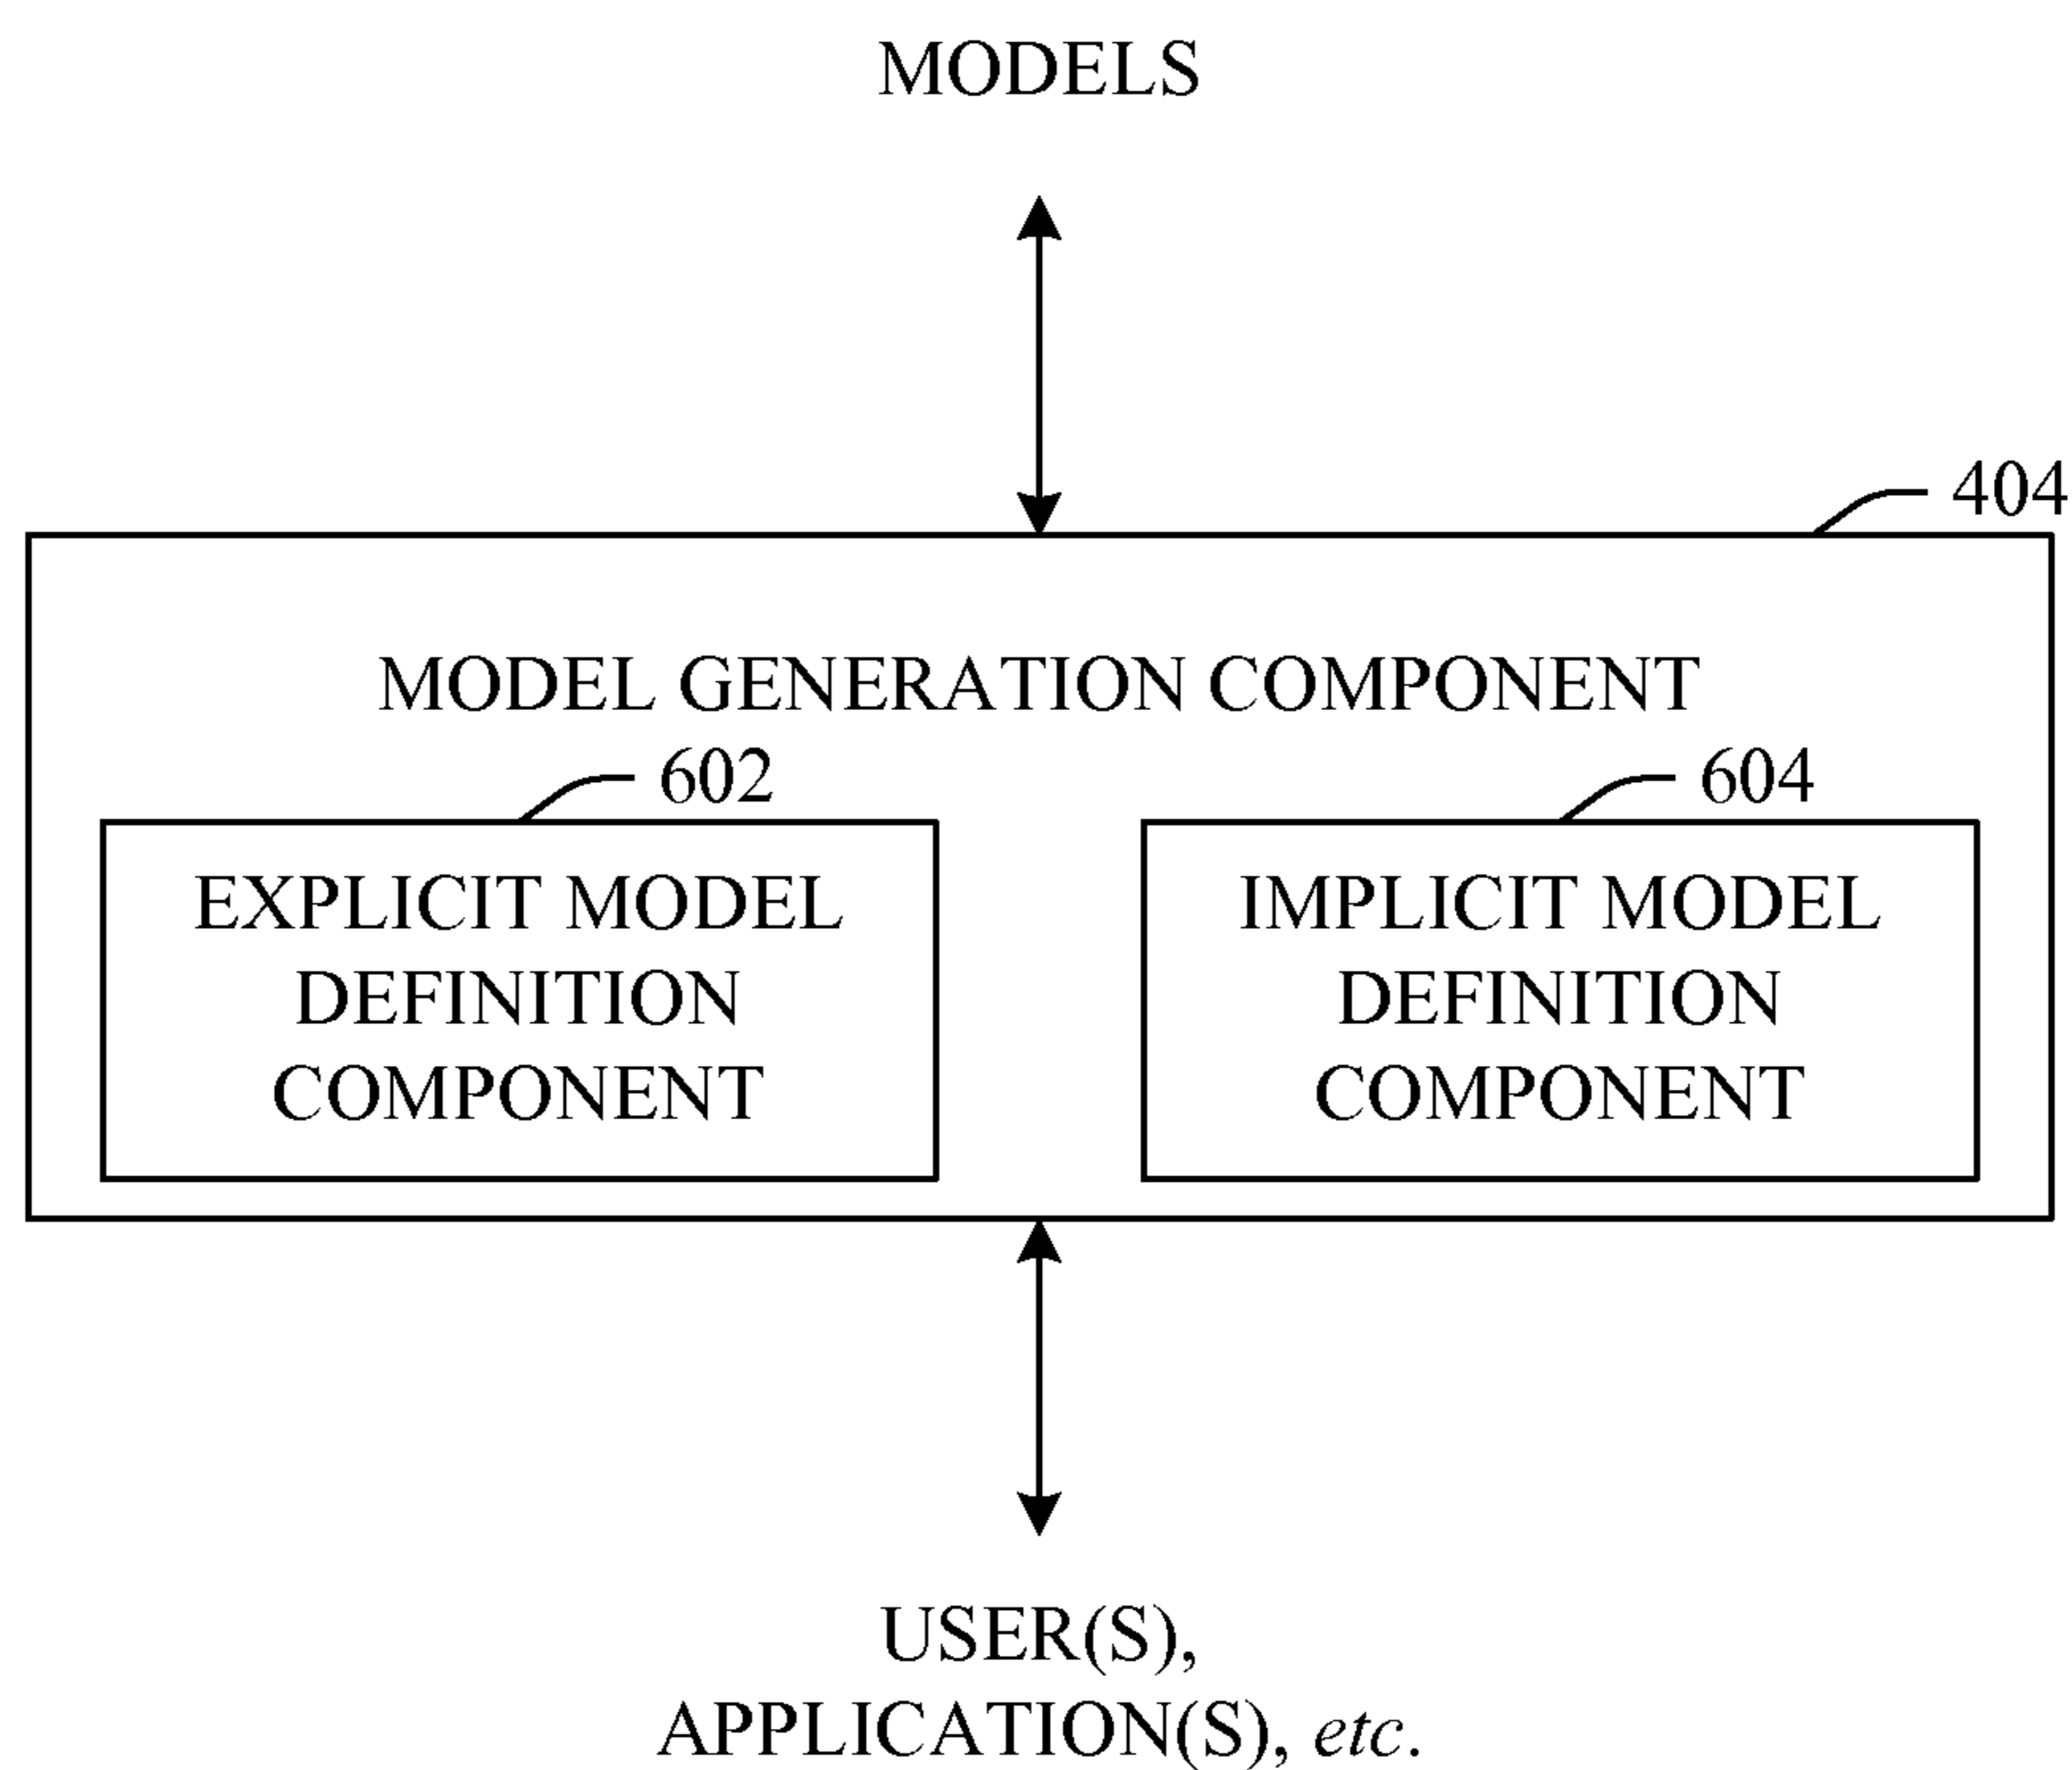 MODELS
404
MODEL GENERATION COMPONENT
602
604
EXPLICIT MODEL
DEFINITION
COMPONENT
IMPLICIT MODEL
DEFINITION
COMPONENT
USER(S),
APPLICATION(S), etc.